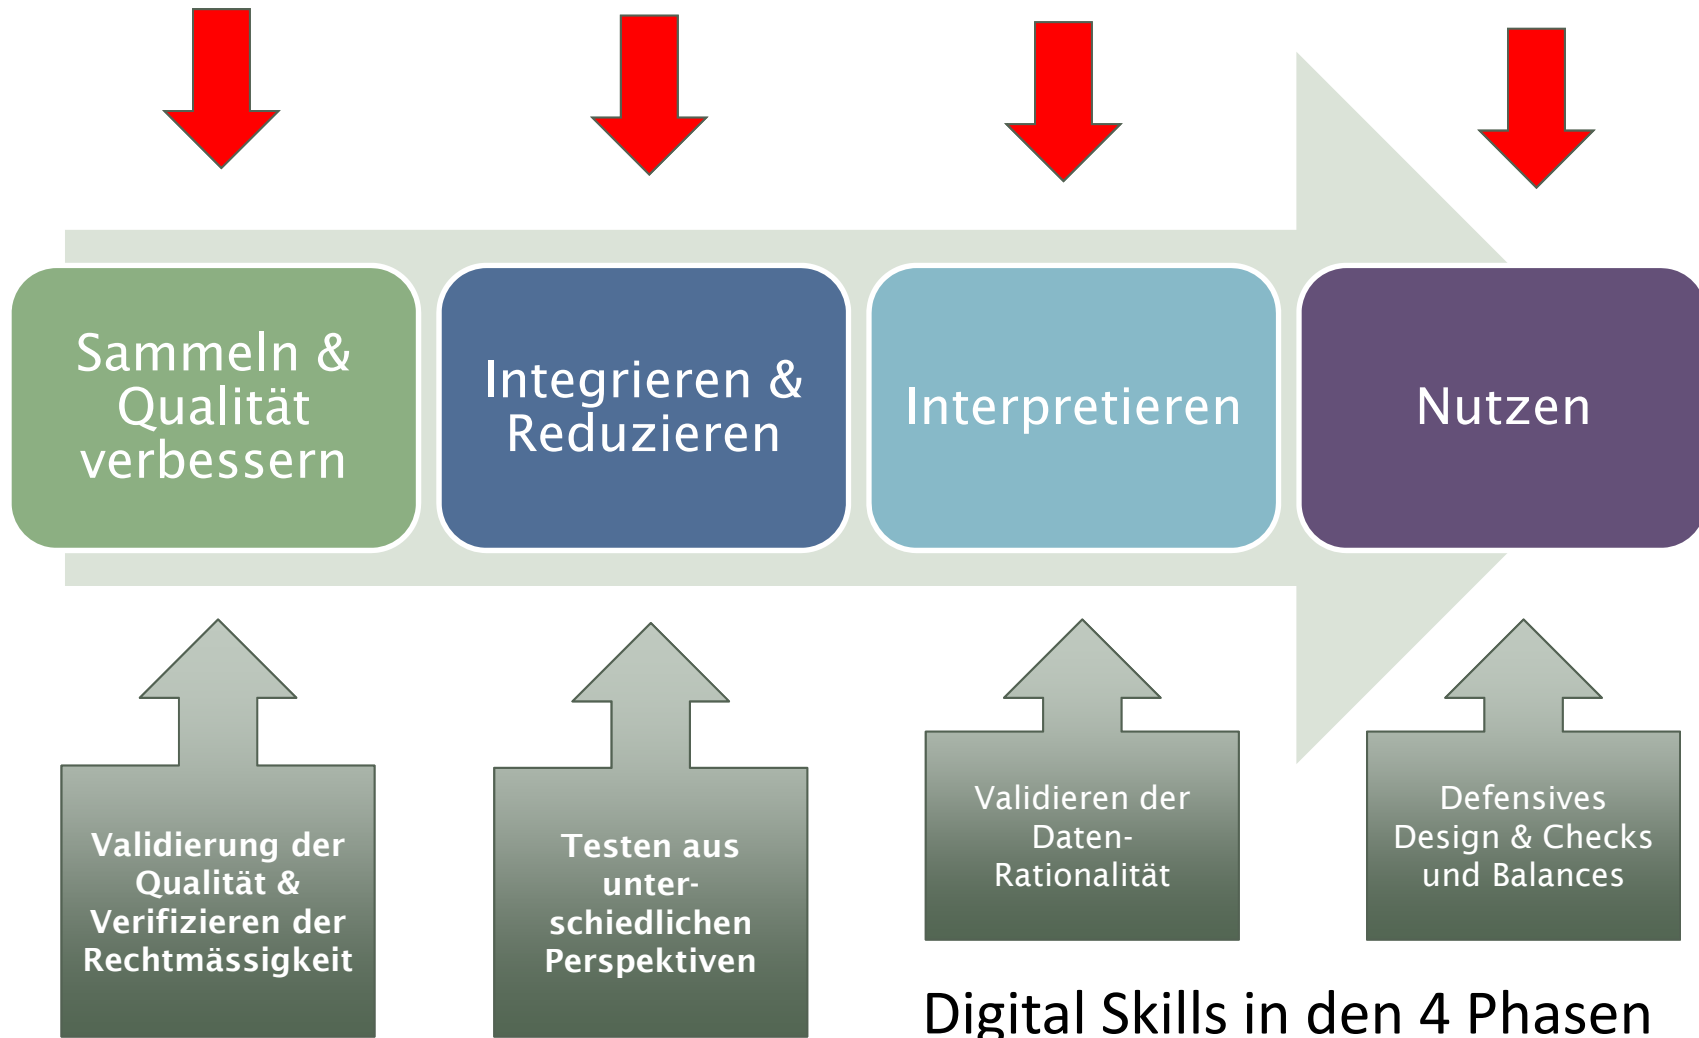 Sammeln &
Qualität
verbessern
Integrieren &
Reduzieren
Interpretieren
Nutzen
Validierung der
Qualität &
Verifizieren der
Rechtmässigkeit
Testen aus
unter-
schiedlichen
Perspektiven
Validieren der
Daten-
Rationalität
Defensives
Design & Checks
und Balances
Digital Skills in den 4 Phasen